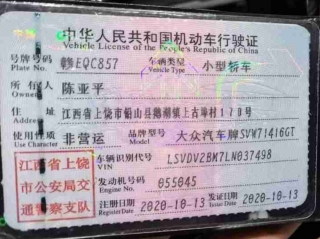 中华人民共和国机动车行驶证
Vehicle License of the People's Republic of China
号牌号码 赣EQC857 车辆类型 小型轿车
Plate No. Vehicle Type
所有人 陈亚平
Owner
住址 江西省上饶市铅山县鹅湖镇上古埠村178号
Address
使用性质 非营运 品牌型号 大众汽车牌SVW71416GT
Use Character Model
江西省上饶市公安局交通警察支队
车辆识别代号 LSVDV2BK7LN037498
VIN
发动机号码 055045
Engine No.
注册日期 2020-10-13 发证日期 2020-10-13
Register Date Issue Date